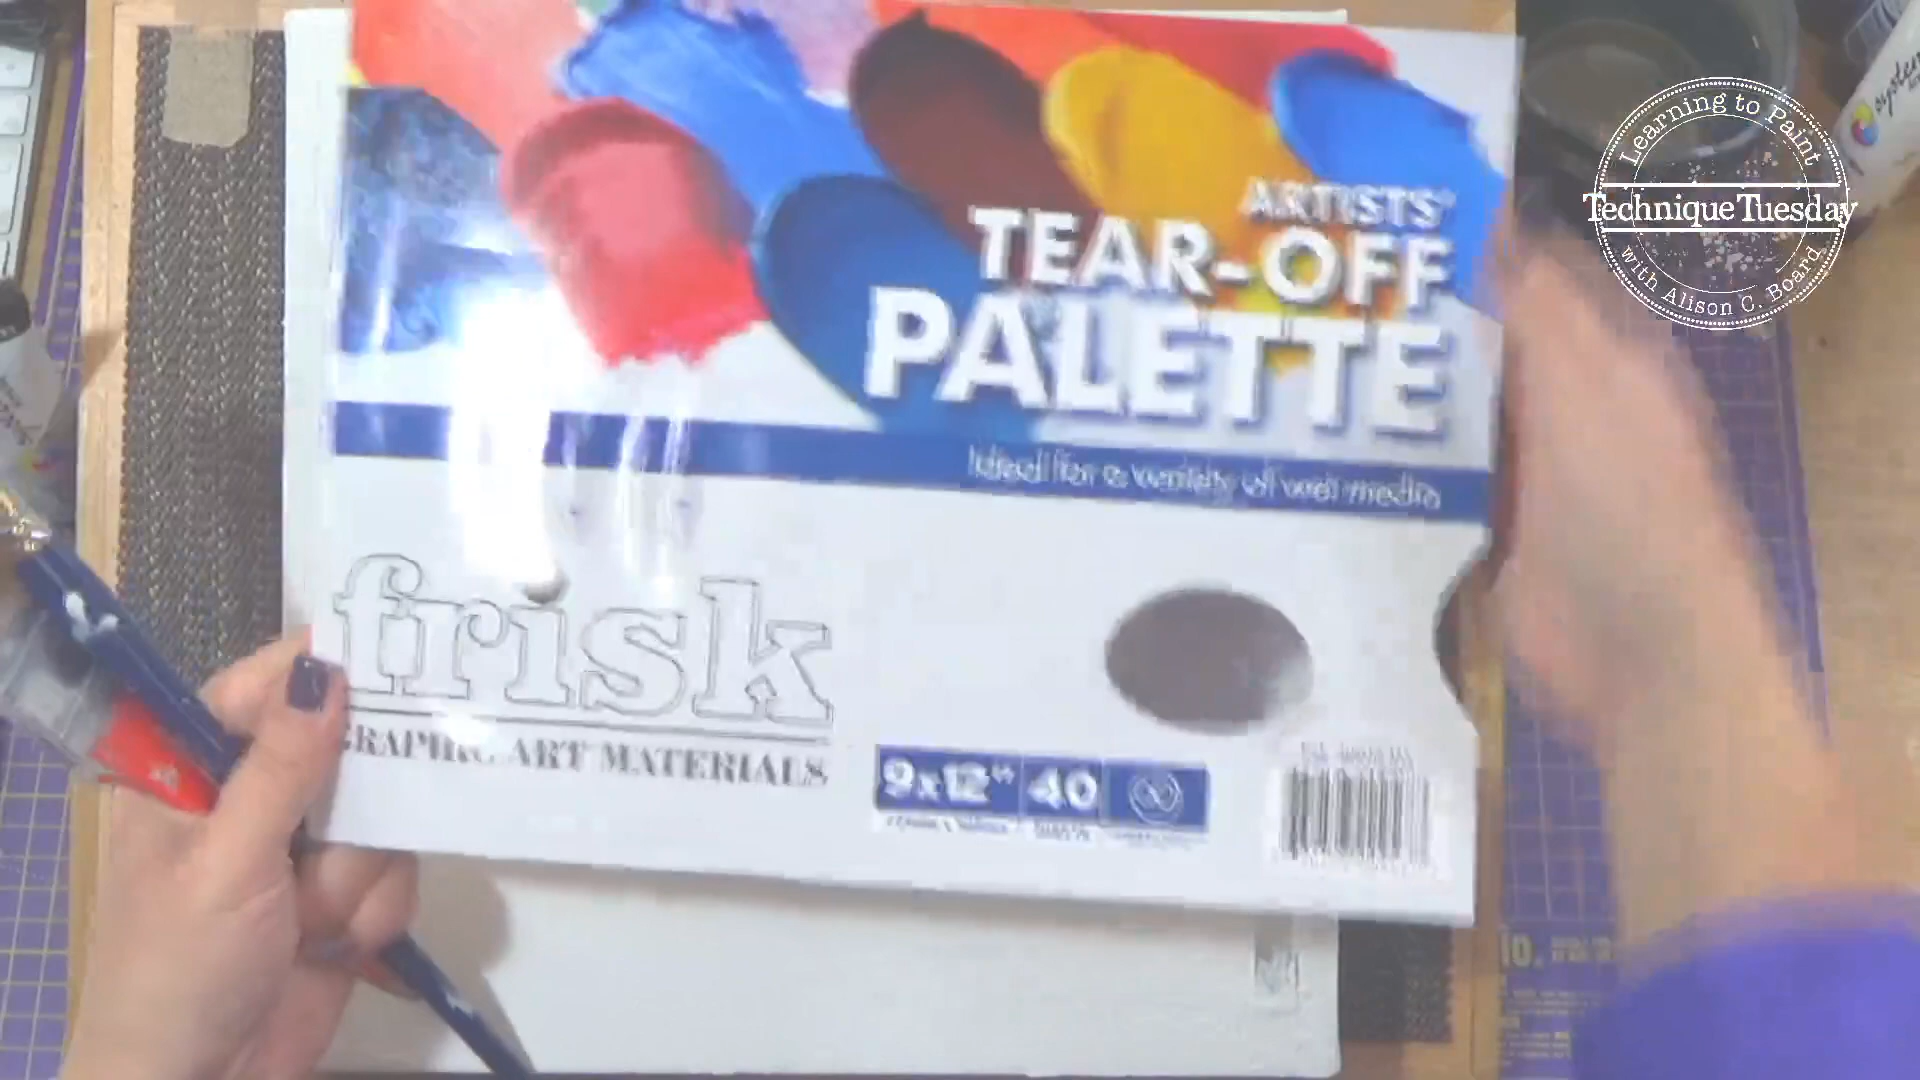 ARTISTS'
TEAR-OFF
PALETTE
Ideal for a variety of wet media
frisk
GRAPHIC ART MATERIALS
9x12" 40
Learning to Paint
Technique Tuesday
with Alison C. Board